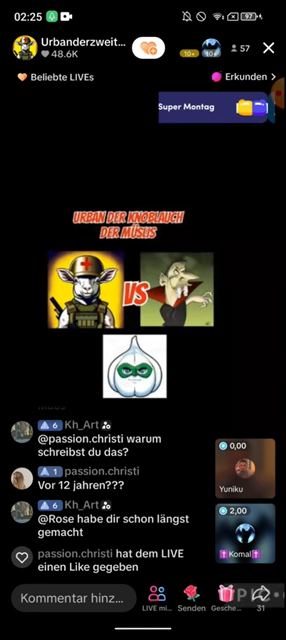 02:25
97
Urbanderzweit...
48.6K
10+
57
Beliebte LIVEs
Erkunden >
Super Montag
URBAN DER KNOBLAUCH
DER MÜSLIS
VS
6 Kh_Art
@passion.christi warum
schreibst du das?
1 passion.christi
Vor 12 jahren???
6 Kh_Art
@Rose habe dir schon längst
gemacht
passion.christi hat dem LIVE
einen Like gegeben
0,00
Yuniku
2,00
Komal
Kommentar hinz...
LIVE mi...
Senden
Gesche...
31